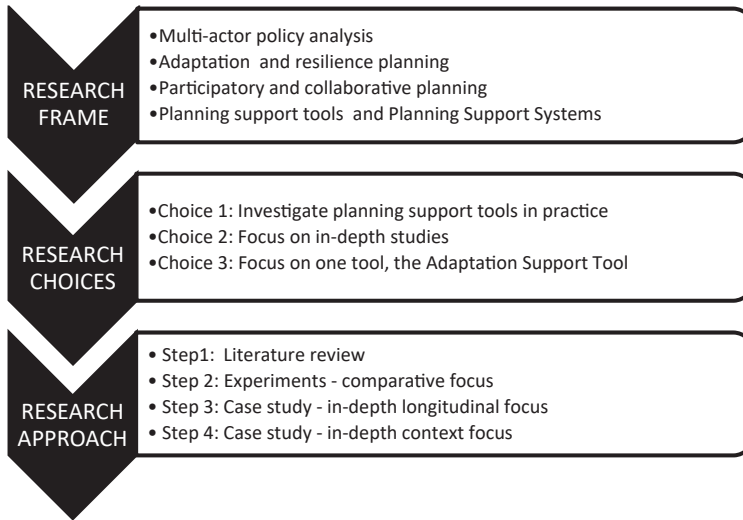 RESEARCH
FRAME
•Multi-actor policy analysis
•Adaptation and resilience planning
•Participatory and collaborative planning
•Planning support tools and Planning Support Systems
RESEARCH
CHOICES
•Choice 1: Investigate planning support tools in practice
•Choice 2: Focus on in-depth studies
•Choice 3: Focus on one tool, the Adaptation Support Tool
RESEARCH
APPROACH
• Step1: Literature review
• Step 2: Experiments - comparative focus
• Step 3: Case study - in-depth longitudinal focus
• Step 4: Case study - in-depth context focus